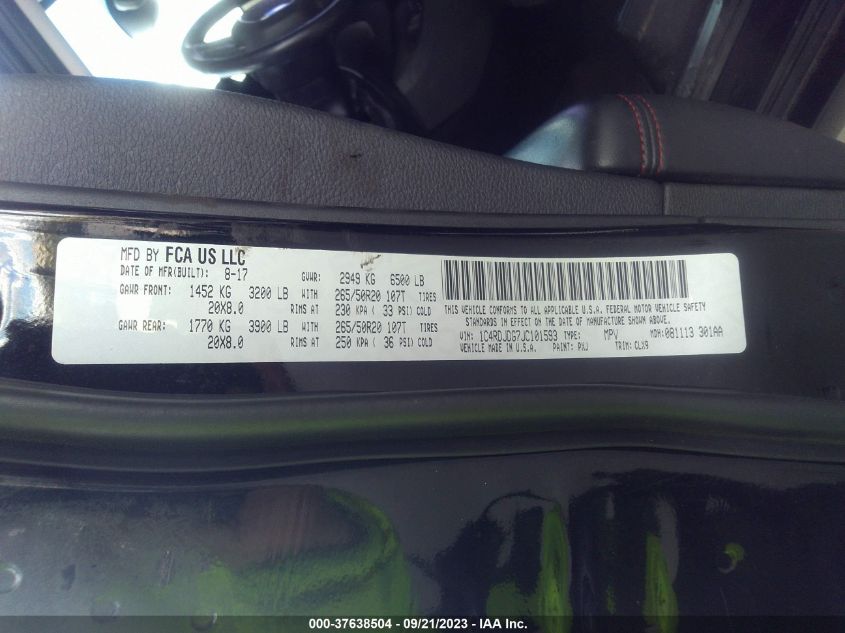 MFD BY FCA US LLC
DATE OF MFR(BUILT): 8-17 GVWR: 2949 KG 6500 LB
GAWR FRONT: 1452 KG 3200 LB WITH 265/50R20 107T TIRES
20X8.0 RIMS AT 230 KPA ( 33 PSI) COLD
GAWR REAR: 1770 KG 3900 LB WITH 265/50R20 107T TIRES
20X8.0 RIMS AT 250 KPA ( 36 PSI) COLD
THIS VEHICLE CONFORMS TO ALL APPLICABLE U.S.A. FEDERAL MOTOR VEHICLE SAFETY
STANDARDS IN EFFECT ON THE DATE OF MANUFACTURE SHOWN ABOVE.
VIN: 1C4RDJDG7JC101593 TYPE: MPV MDH: 081113 301AA
VEHICLE MADE IN U.S.A. PAINT: PXJ TRIM: CLX9
000-37638504 - 09/21/2023 - IAA Inc.